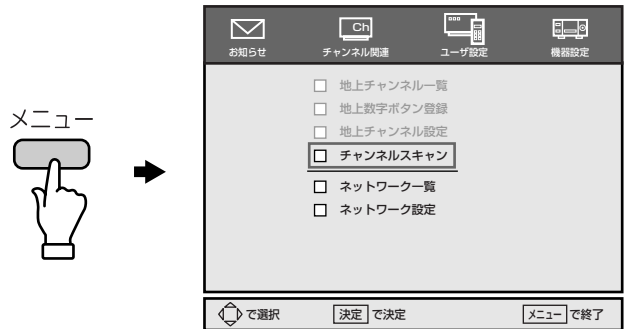 メニュー
Ch
お知らせ チャンネル関連 ユーザ設定 機器設定
地上チャンネル一覧
地上数字ボタン登録
地上チャンネル設定
チャンネルスキャン
ネットワーク一覧
ネットワーク設定
で選択 決定 で決定 メニュー で終了